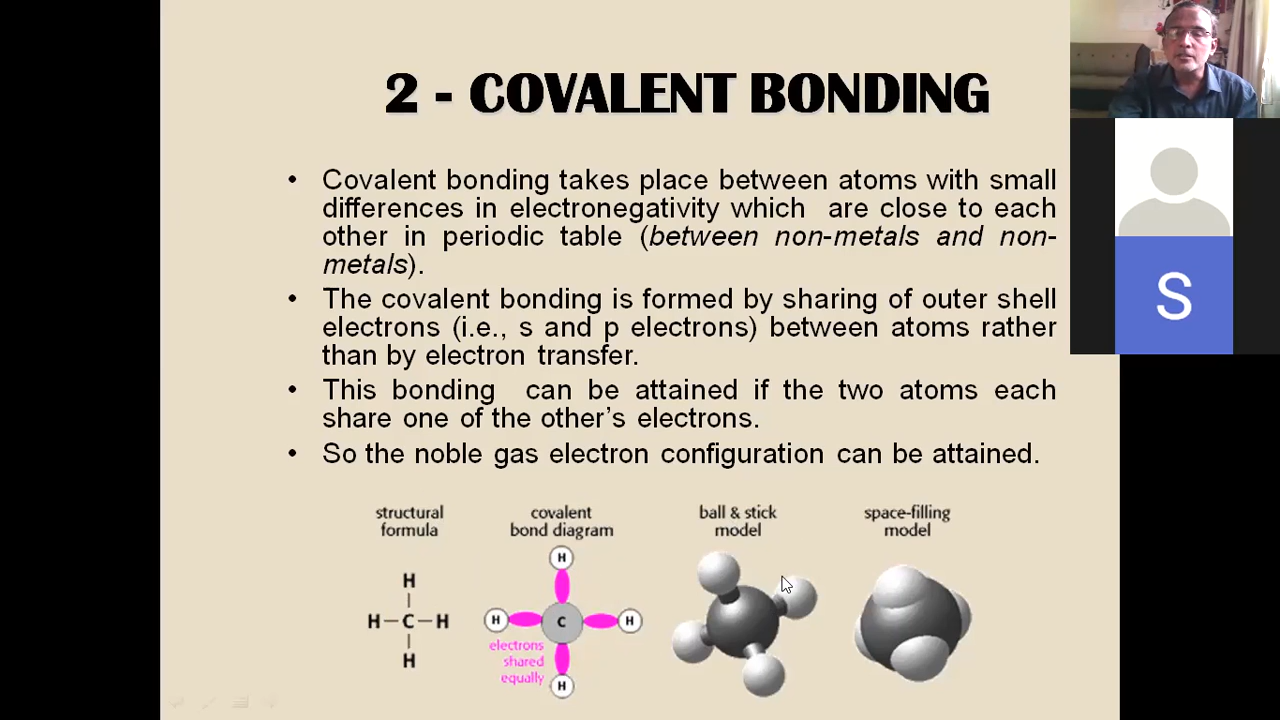 2 - COVALENT BONDING
• Covalent bonding takes place between atoms with small
differences in electronegativity which are close to each
other in periodic table (between non-metals and non-
metals).
• The covalent bonding is formed by sharing of outer shell
electrons (i.e., s and p electrons) between atoms rather
than by electron transfer.
• This bonding can be attained if the two atoms each
share one of the other's electrons.
• So the noble gas electron configuration can be attained.
structural
formula
H
H – C – H
H
covalent
bond diagram
H
H C H
electrons
shared
equally
H
ball & stick
model
space-filling
model
S